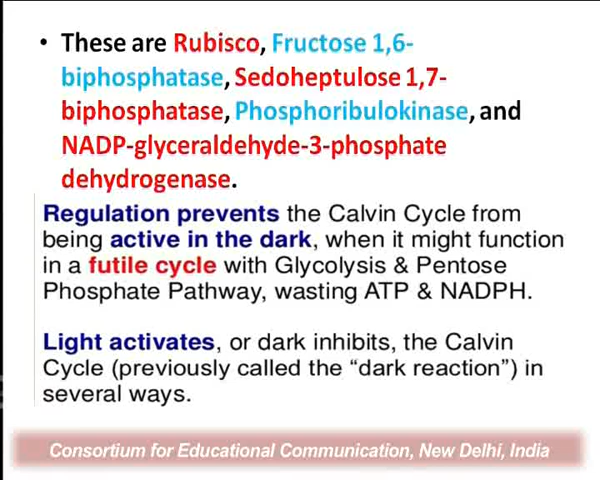 • These are Rubisco, Fructose 1,6-
biphosphatase, Sedoheptulose 1,7-
biphosphatase, Phosphoribulokinase, and
NADP-glyceraldehyde-3-phosphate
dehydrogenase.
Regulation prevents the Calvin Cycle from
being active in the dark, when it might function
in a futile cycle with Glycolysis & Pentose
Phosphate Pathway, wasting ATP & NADPH.
Light activates, or dark inhibits, the Calvin
Cycle (previously called the “dark reaction”) in
several ways.
Consortium for Educational Communication, New Delhi, India